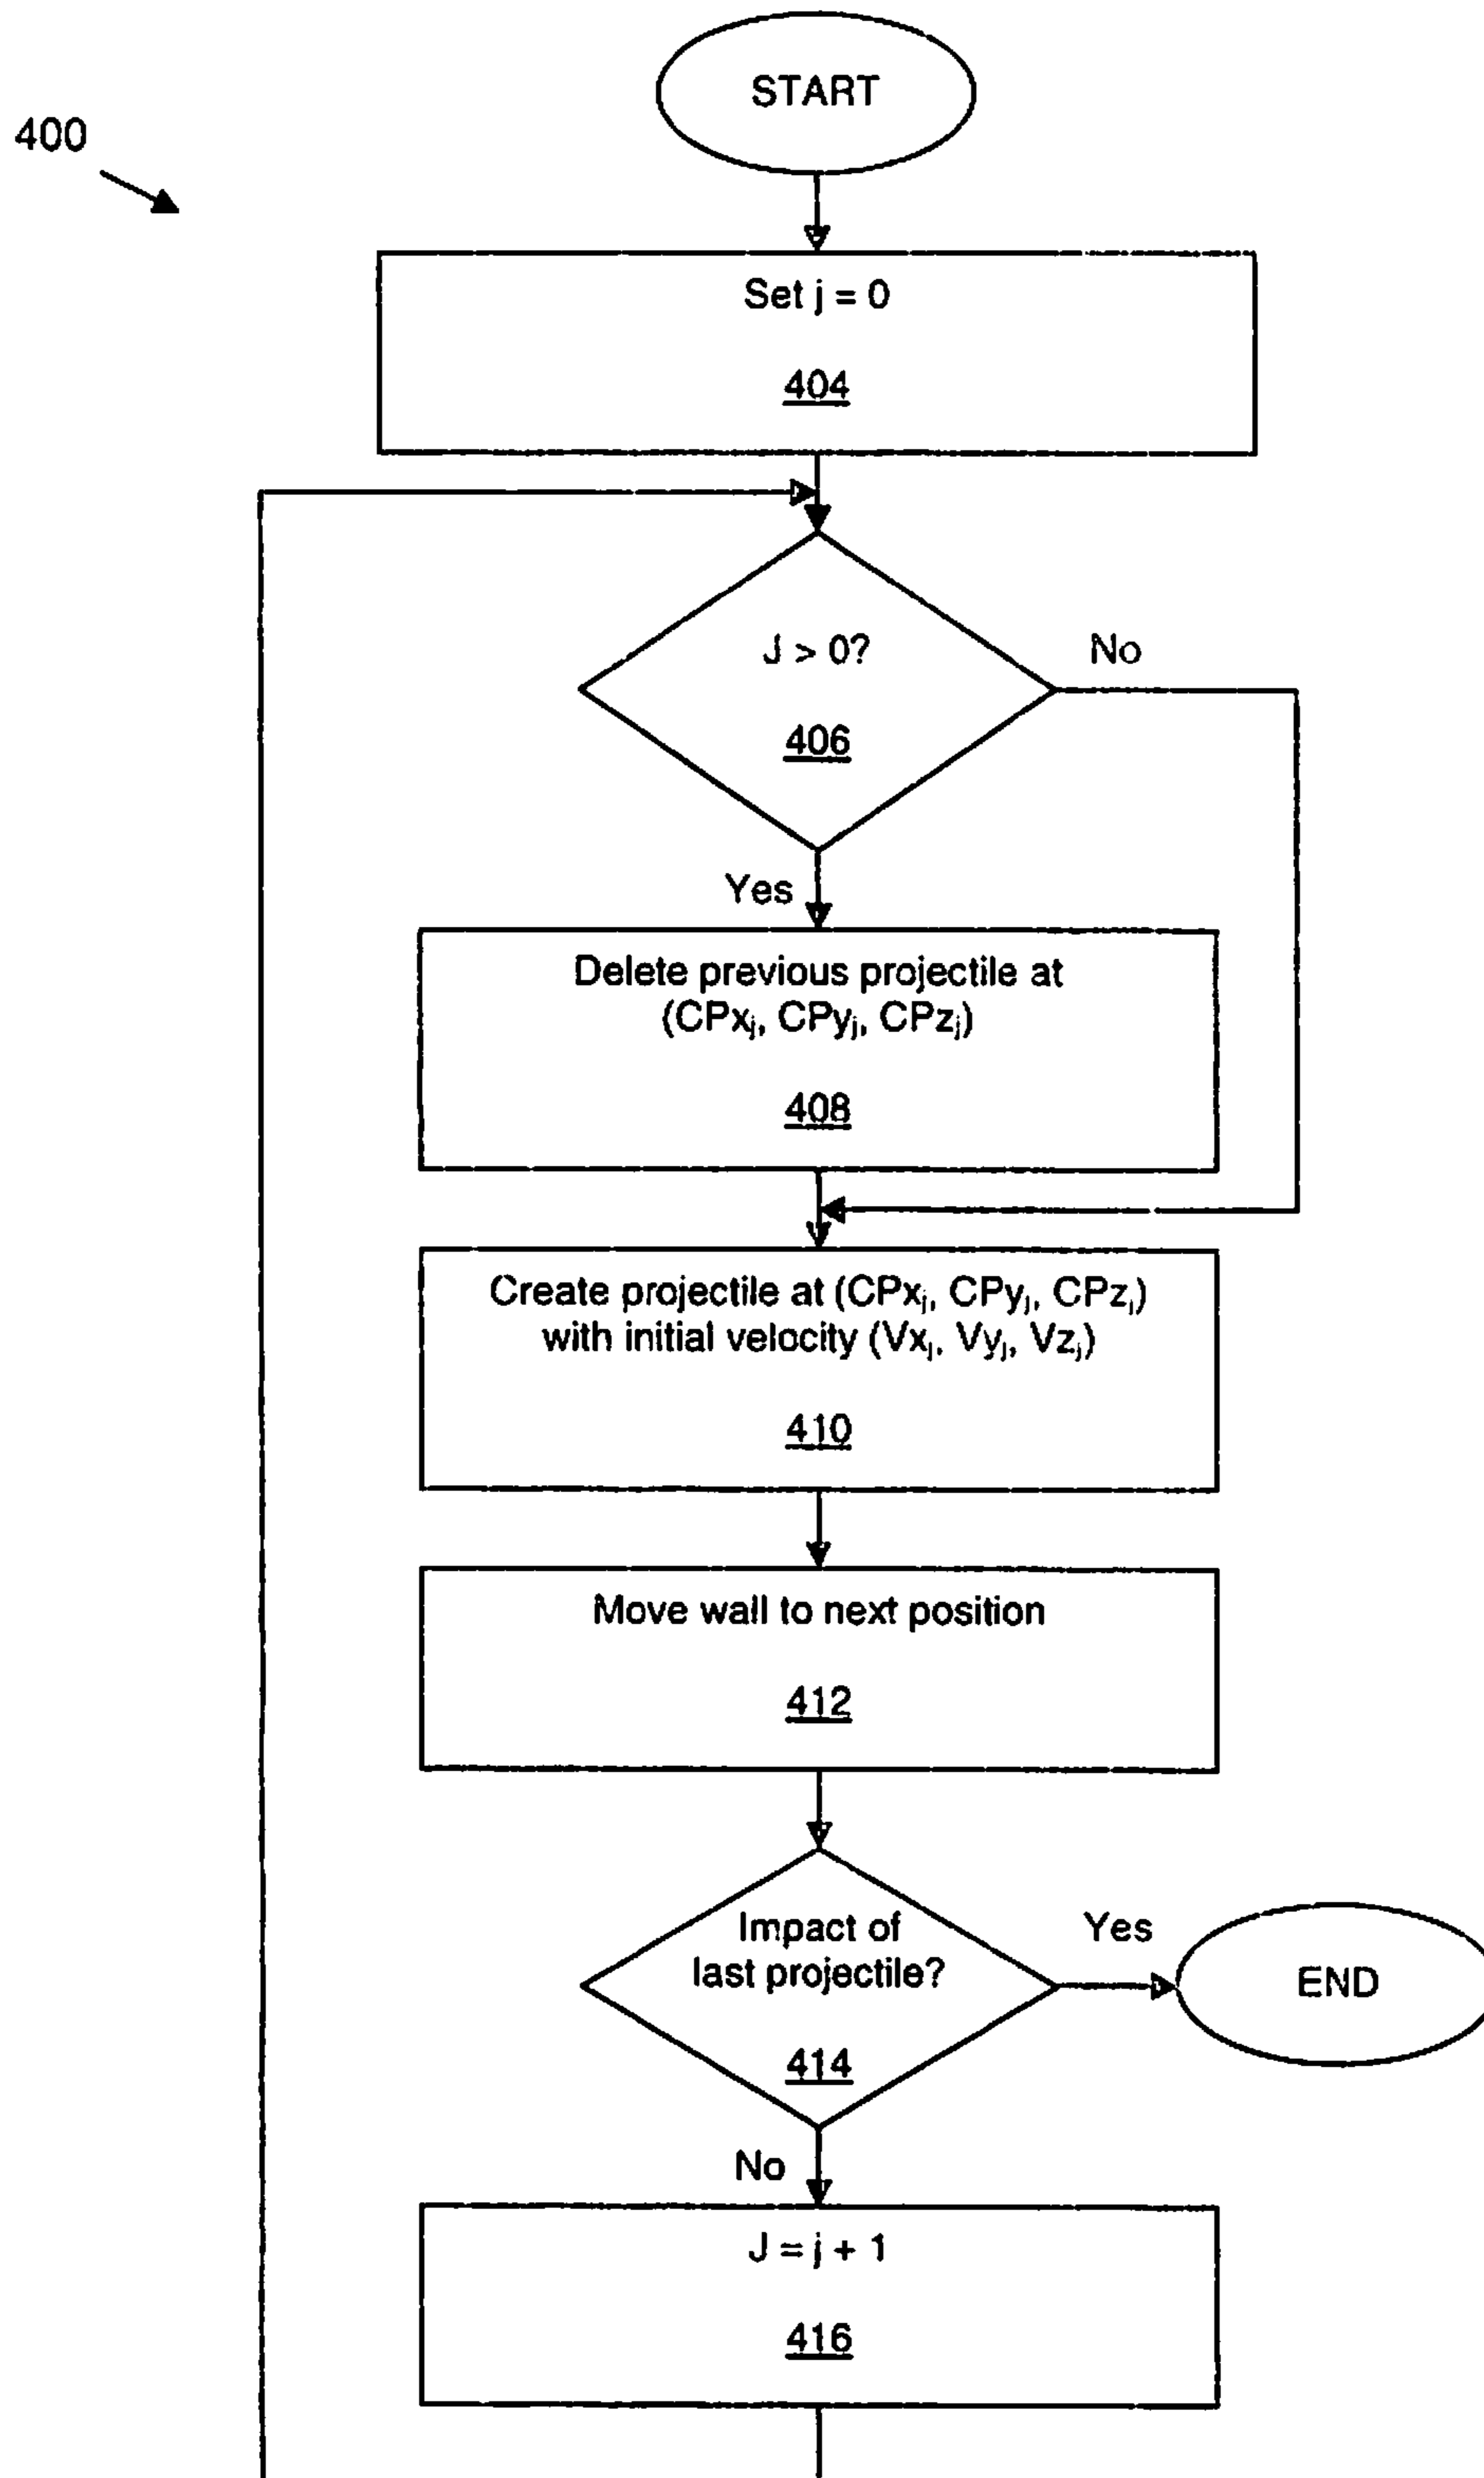 START
400
Set j = 0
404
J > 0?
No
406
Yes
Delete previous projectile at
(CPxⱼ, CPyⱼ, CPzⱼ)
408
Create projectile at (CPxⱼ, CPyⱼ, CPzⱼ)
with initial velocity (Vxⱼ, Vyⱼ, Vzⱼ)
410
Move wall to next position
412
Impact of
last projectile?
Yes
END
414
No
J = j + 1
416